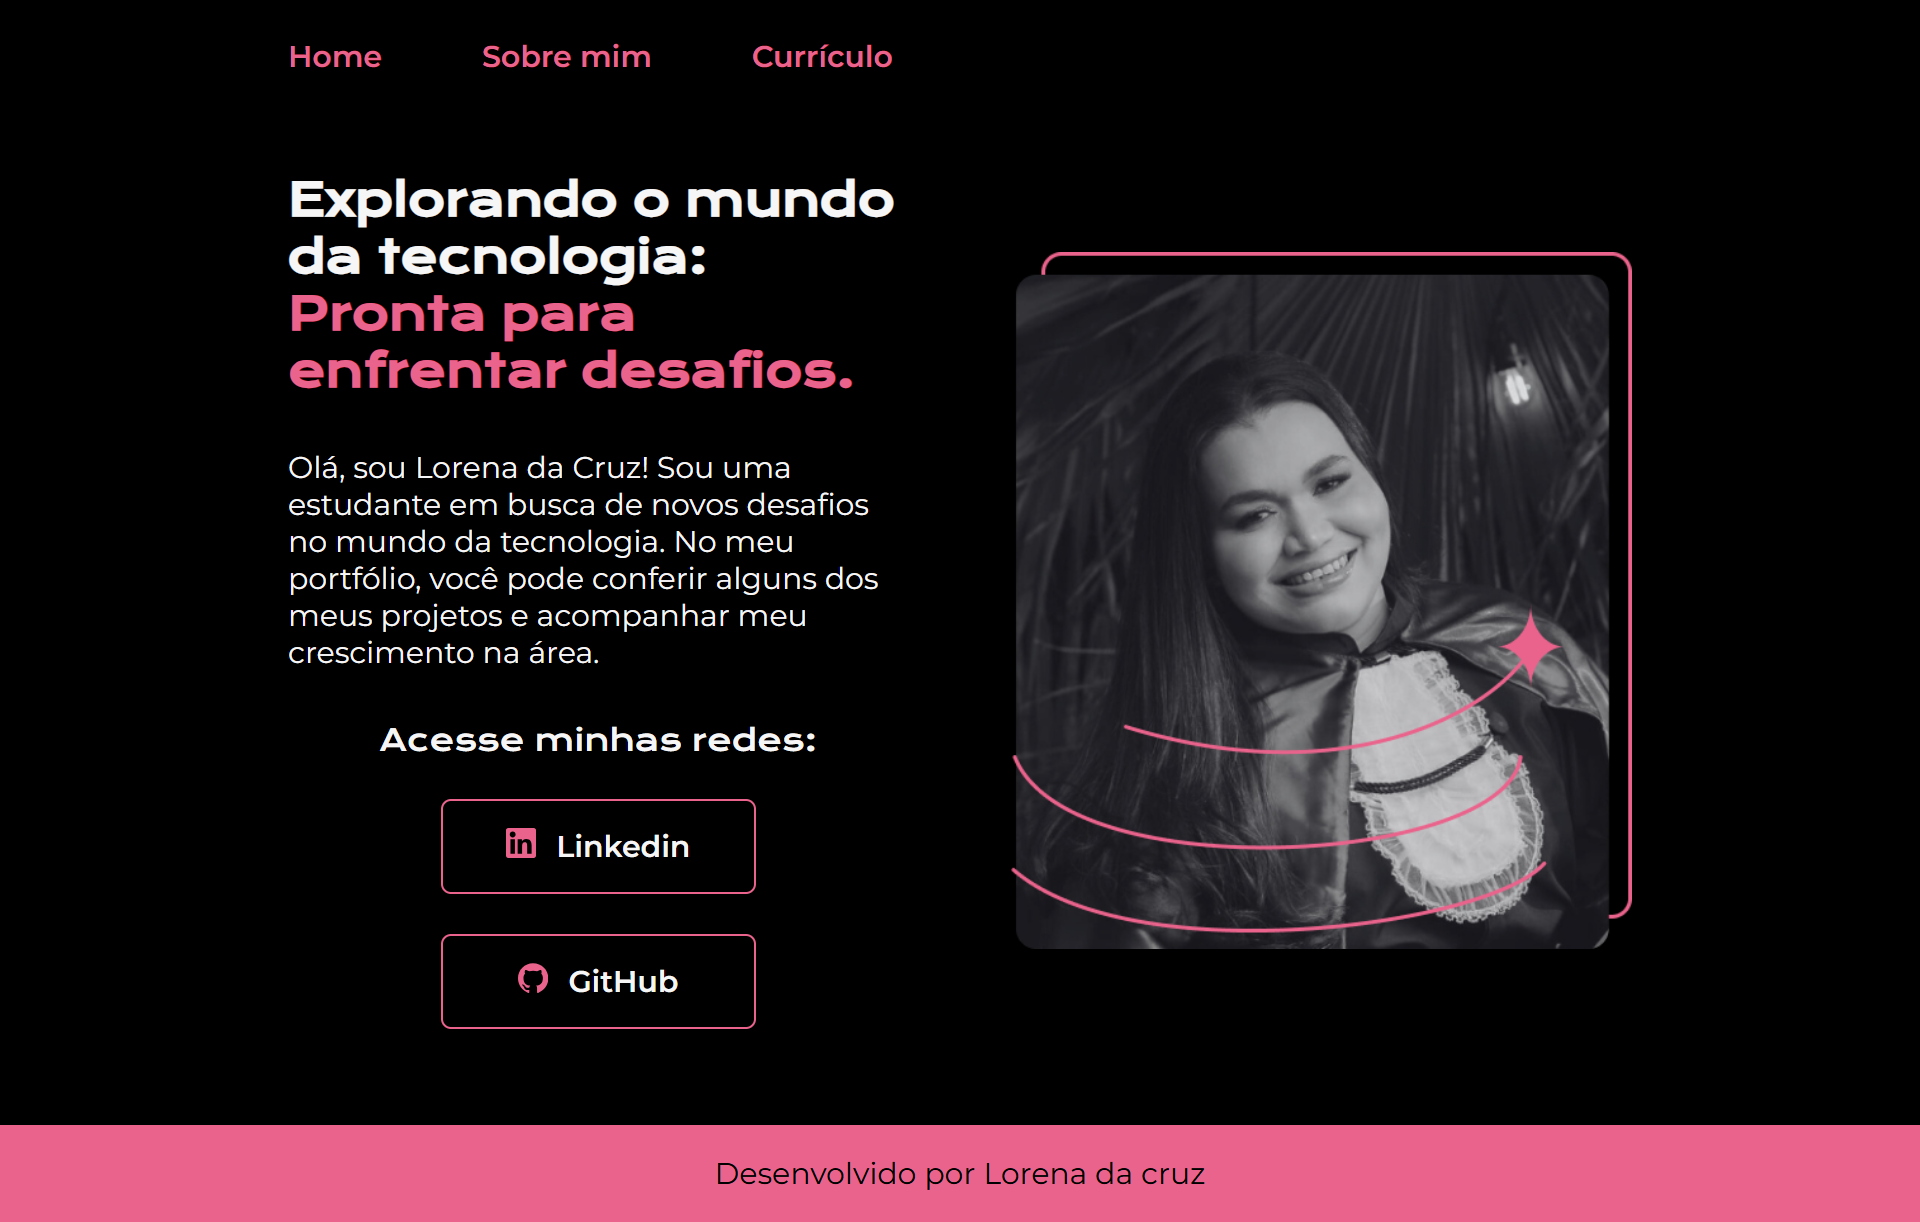 Home Sobre mim Currículo
Explorando o mundo
da tecnologia:
Pronta para
enfrentar desafios.
Olá, sou Lorena da Cruz! Sou uma
estudante em busca de novos desafios
no mundo da tecnologia. No meu
portfólio, você pode conferir alguns dos
meus projetos e acompanhar meu
crescimento na área.
Acesse minhas redes:
Linkedin
GitHub
Desenvolvido por Lorena da cruz